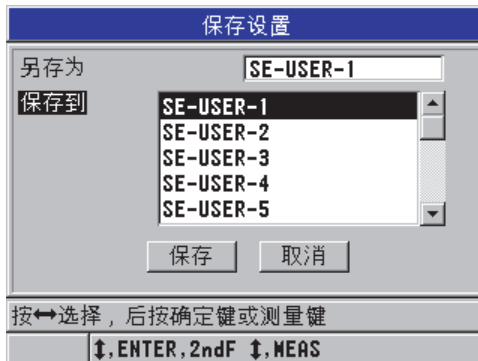 保存设置
另存为 SE-USER-1
保存到
SE-USER-1
SE-USER-2
SE-USER-3
SE-USER-4
SE-USER-5
保存 取消
按↔选择，后按确定键或测量键
↕,ENTER,2ndF ↕,MEAS